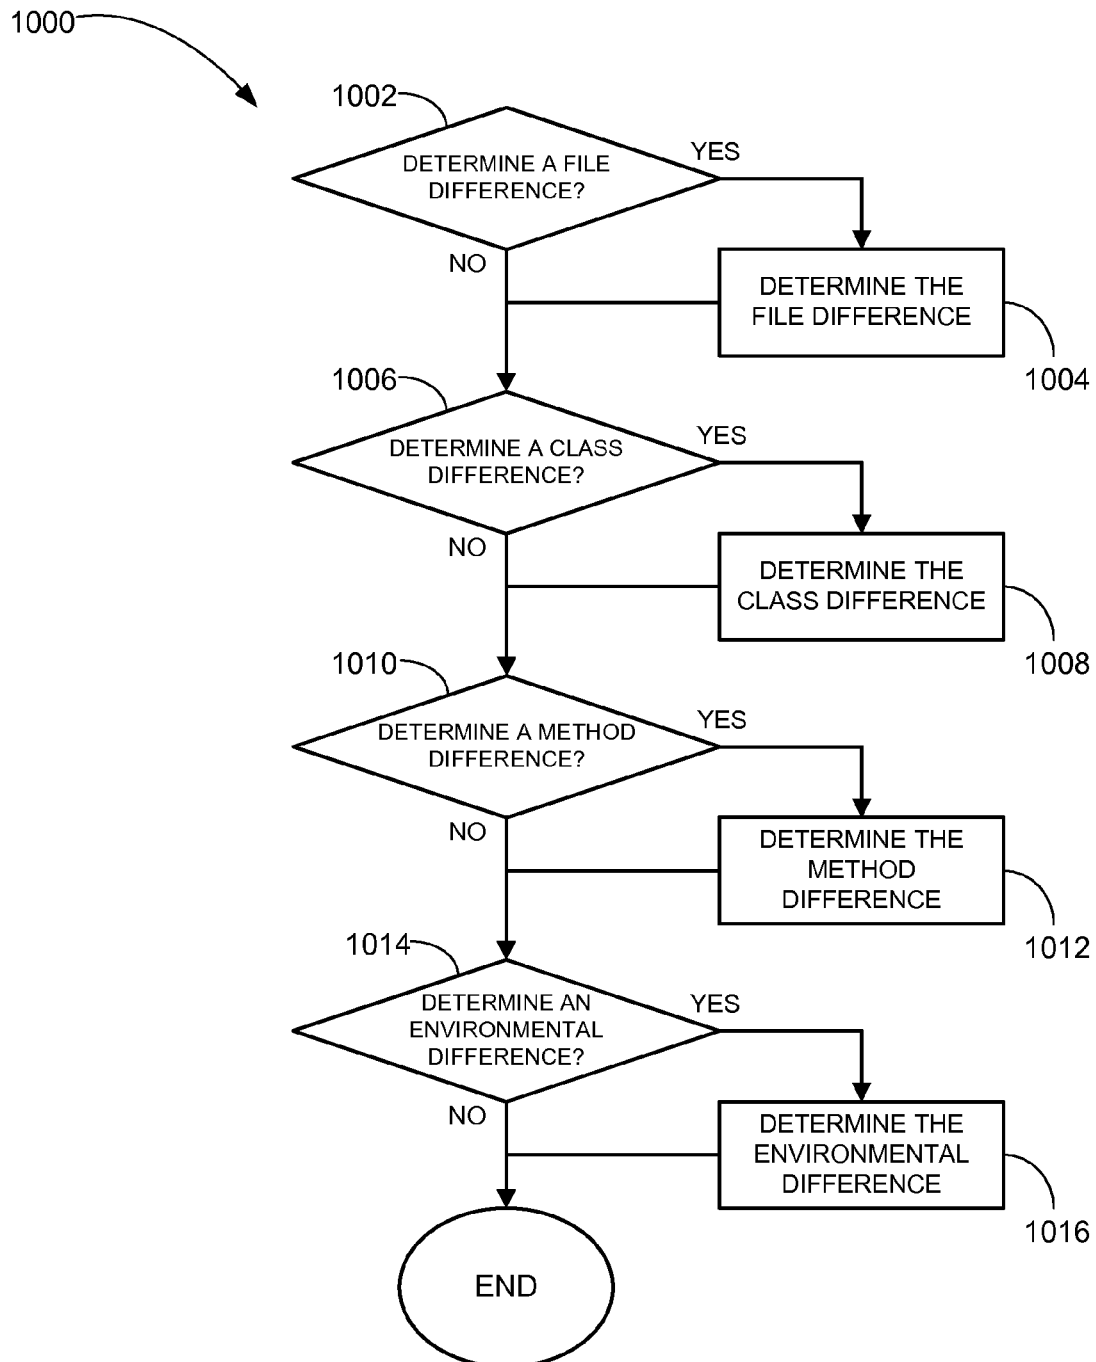 1000
1002
DETERMINE A FILE
DIFFERENCE?
YES
NO
DETERMINE THE
FILE DIFFERENCE
1004
1006
DETERMINE A CLASS
DIFFERENCE?
YES
NO
DETERMINE THE
CLASS DIFFERENCE
1008
1010
DETERMINE A METHOD
DIFFERENCE?
YES
NO
DETERMINE THE
METHOD
DIFFERENCE
1012
1014
DETERMINE AN
ENVIRONMENTAL
DIFFERENCE?
YES
NO
DETERMINE THE
ENVIRONMENTAL
DIFFERENCE
1016
END